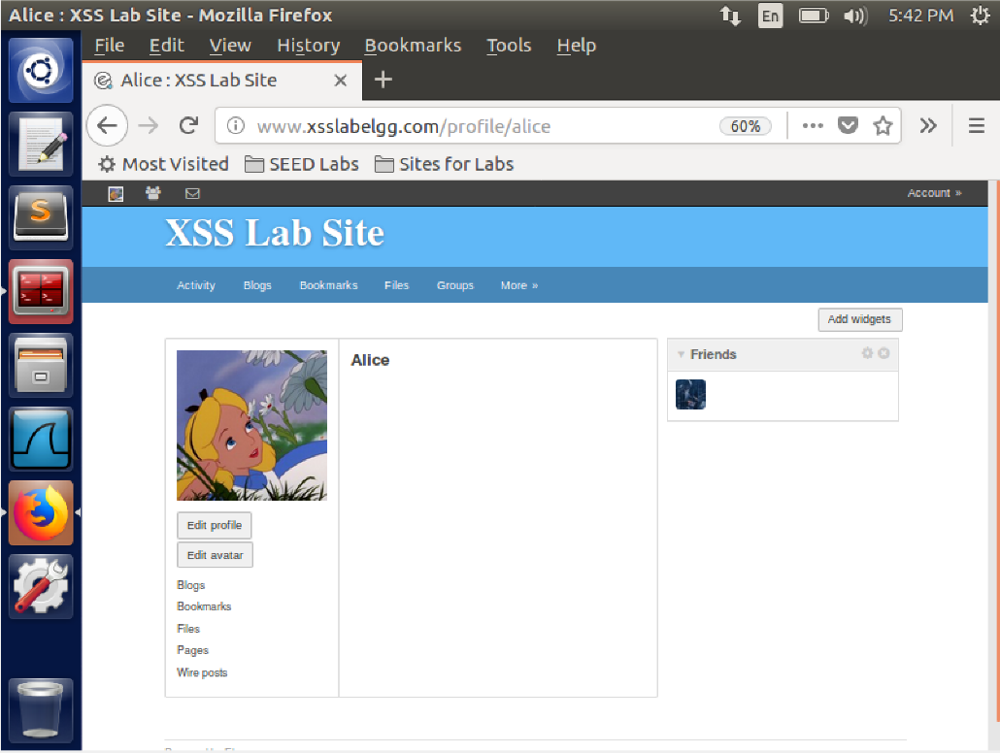 Alice : XSS Lab Site - Mozilla Firefox En 5:42 PM
File Edit View History Bookmarks Tools Help
Alice : XSS Lab Site
www.xsslabelgg.com/profile/alice 60%
Most Visited SEED Labs Sites for Labs
Account »
XSS Lab Site
Activity Blogs Bookmarks Files Groups More »
Add widgets
Alice
Friends
Edit profile
Edit avatar
Blogs
Bookmarks
Files
Pages
Wire posts